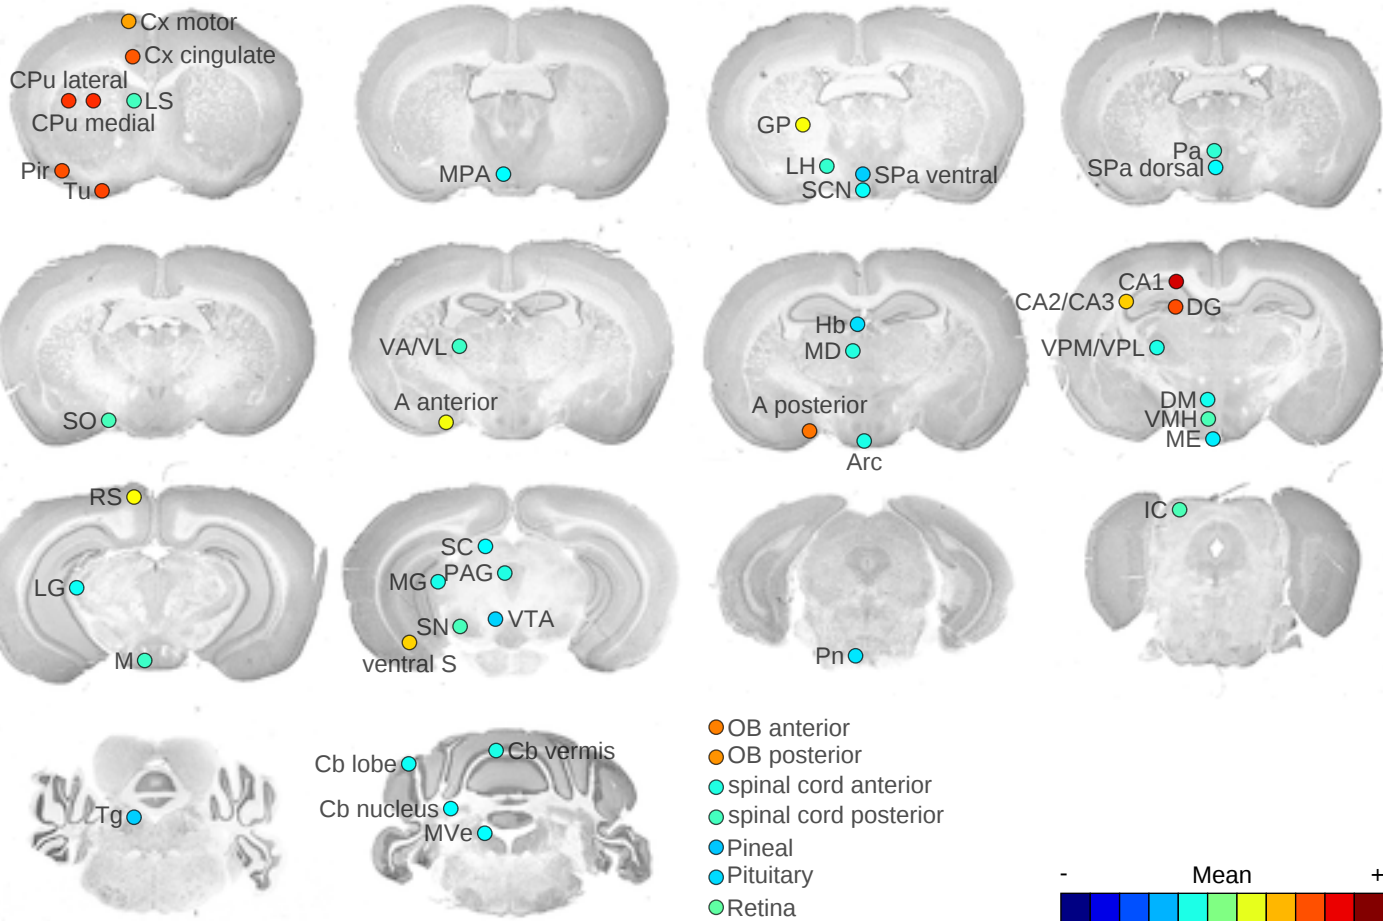 Cx motor
Cx cingulate
CPu lateral
LS
CPu medial
Pir
Tu
MPA
GP
LH
SPa ventral
SCN
Pa
SPa dorsal
SO
VA/VL
A anterior
Hb
MD
A posterior
Arc
CA1
CA2/CA3
DG
VPM/VPL
DM
VMH
ME
RS
LG
M
SC
MG
PAG
SN
VTA
ventral S
Pn
IC
Tg
Cb lobe
Cb vermis
Cb nucleus
MVe
OB anterior
OB posterior
spinal cord anterior
spinal cord posterior
Pineal
Pituitary
Retina
- Mean +